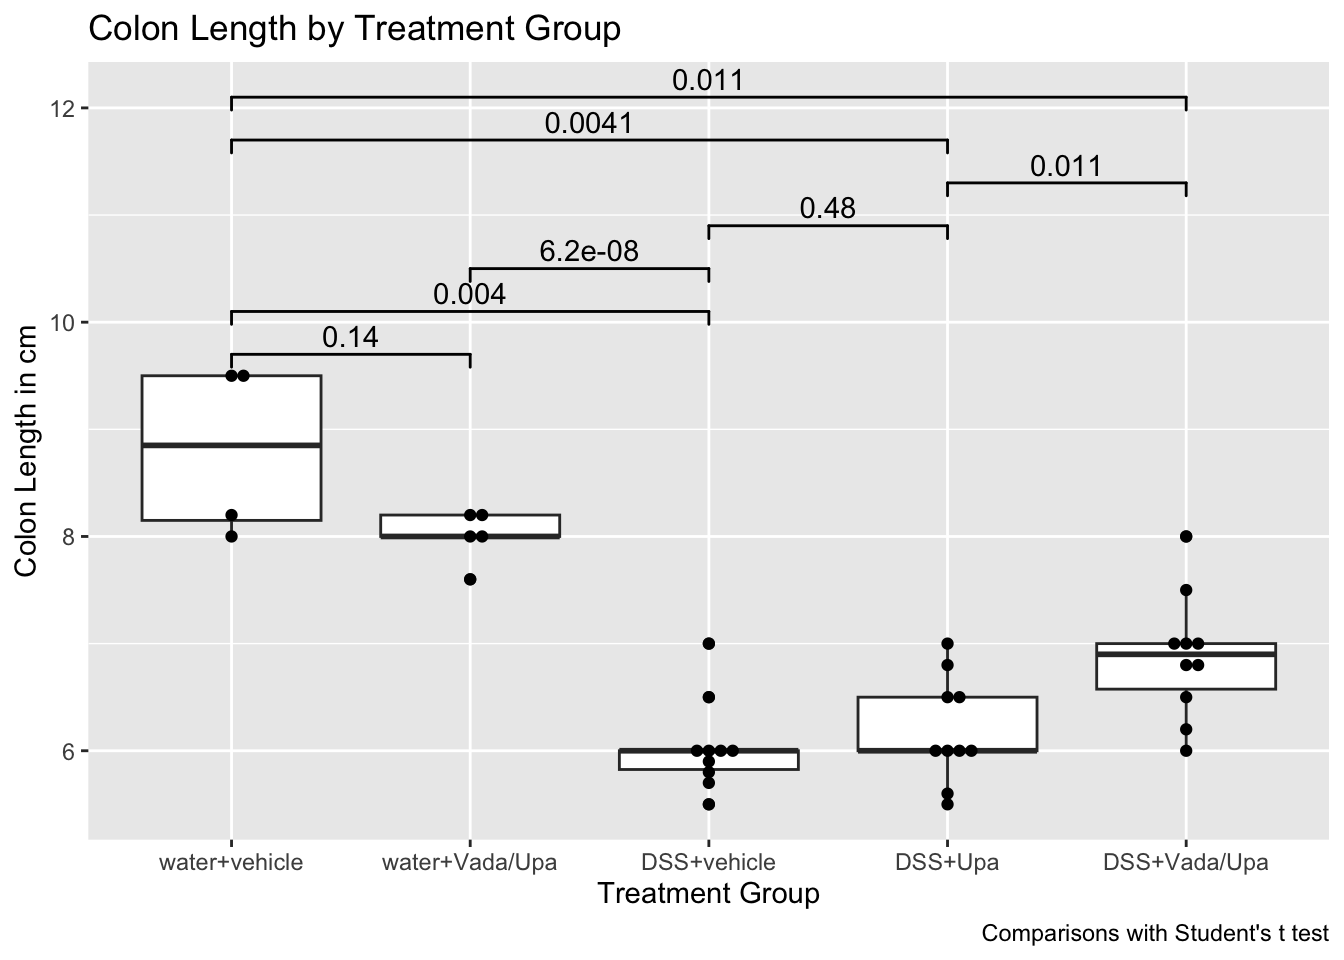 Colon Length by Treatment Group
0.011
0.0041
0.011
0.48
6.2e-08
0.004
0.14
12
10
8
6
Colon Length in cm
water+vehicle
water+Vada/Upa
DSS+vehicle
DSS+Upa
DSS+Vada/Upa
Treatment Group
Comparisons with Student's t test